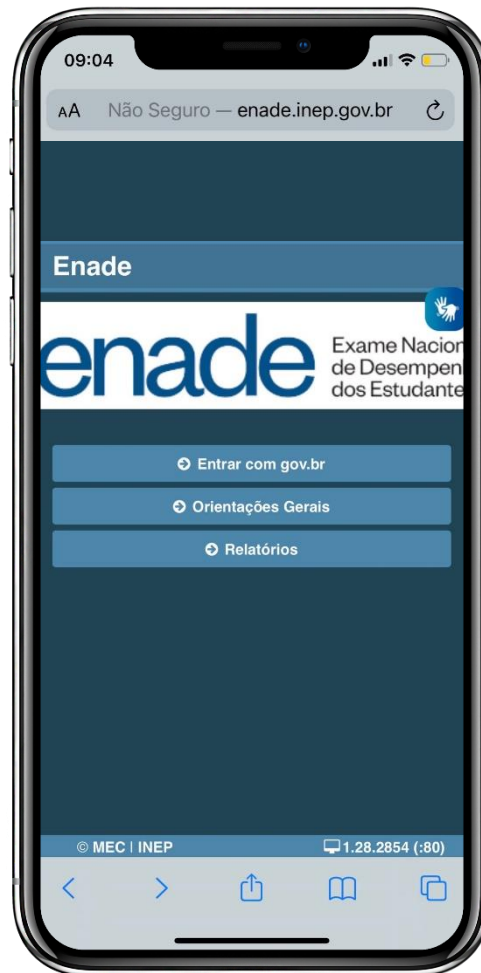 09:04
AA Não Seguro — enade.inep.gov.br
Enade
enade
Exame Nacion
de Desempen
dos Estudante
Entrar com gov.br
Orientações Gerais
Relatórios
© MEC | INEP 1.28.2854 (:80)